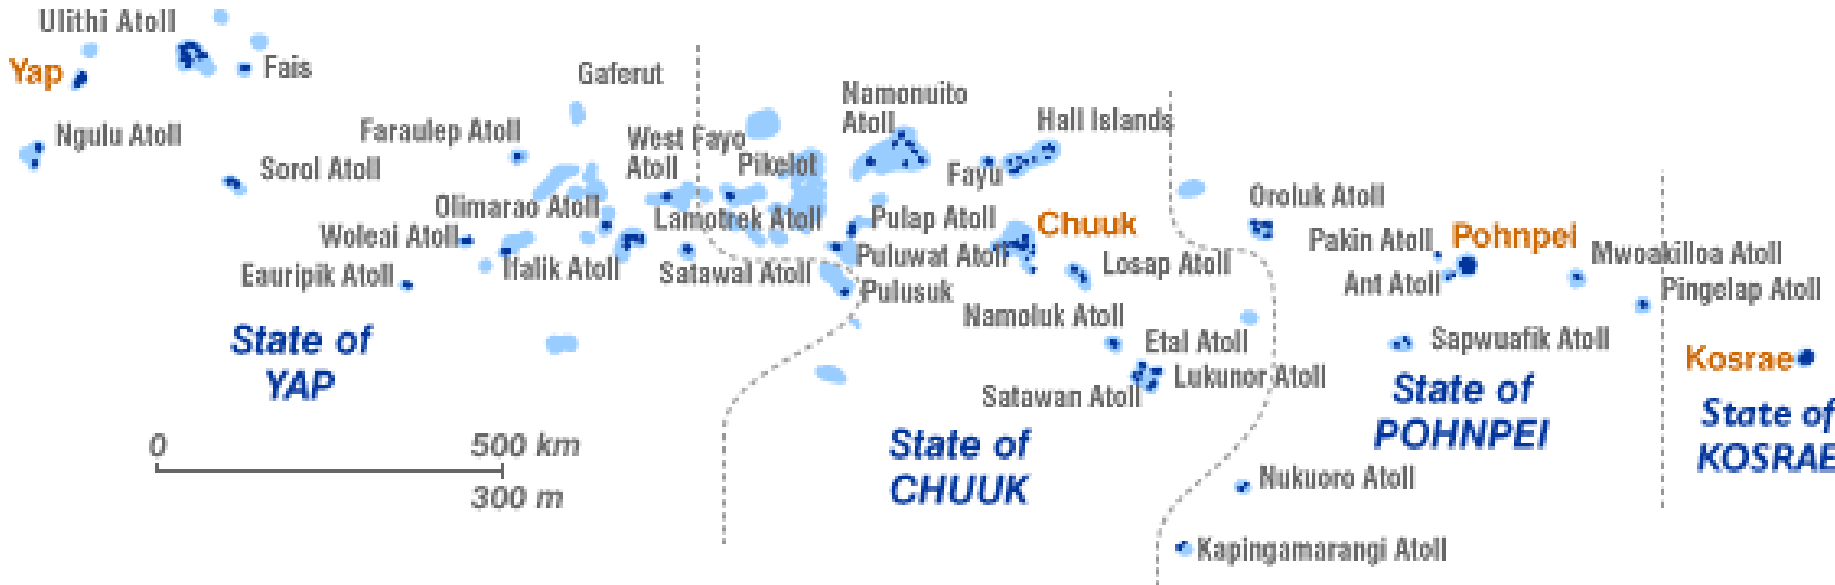 Ulithi Atoll
Yap
Fais
Gaferut
Namonuito
Atoll
Hall Islands
Ngulu Atoll
Faraulep Atoll
West Fayo
Atoll
Pikelot
Fayu
Sorol Atoll
Oroluk Atoll
Olimarao Atoll
Lamotrek Atoll
Pulap Atoll
Chuuk
Woleai Atoll
Pakin Atoll
Pohnpei
Mwoakilloa Atoll
Eauripik Atoll
Ifalik Atoll
Satawal Atoll
Puluwat Atoll
Losap Atoll
Ant Atoll
Pingelap Atoll
Pulusuk
Namoluk Atoll
State of
YAP
Etal Atoll
Sapwuafik Atoll
Kosrae
Lukunor Atoll
Satawan Atoll
State of
POHNPEI
State of
KOSRAE
0
500 km
300 m
State of
CHUUK
Nukuoro Atoll
Kapingamarangi Atoll